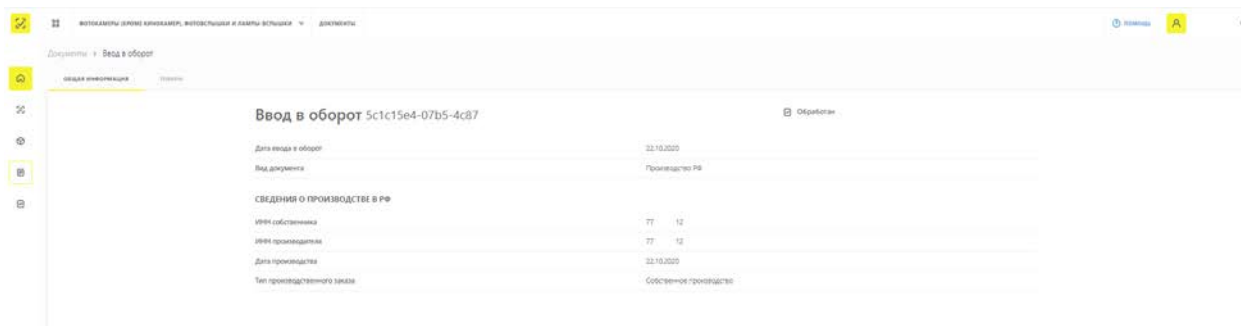 ФОТОКАМЕРЫ (КРОМЕ КИНОКАМЕР), ФОТОВСПЫШКИ И ЛАМПЫ-ВСПЫШКИ ДОКУМЕНТЫ Помощь
Документы Ввод в оборот
ОБЩАЯ ИНФОРМАЦИЯ ТОВАРЫ
Ввод в оборот 5c1c15e4-07b5-4c87 Обработан
Дата ввода в оборот 22.10.2020
Вид документа Производство РФ
СВЕДЕНИЯ О ПРОИЗВОДСТВЕ В РФ
ИНН собственника 77 12
ИНН производителя 77 12
Дата производства 22.10.2020
Тип производственного заказа Собственное производство